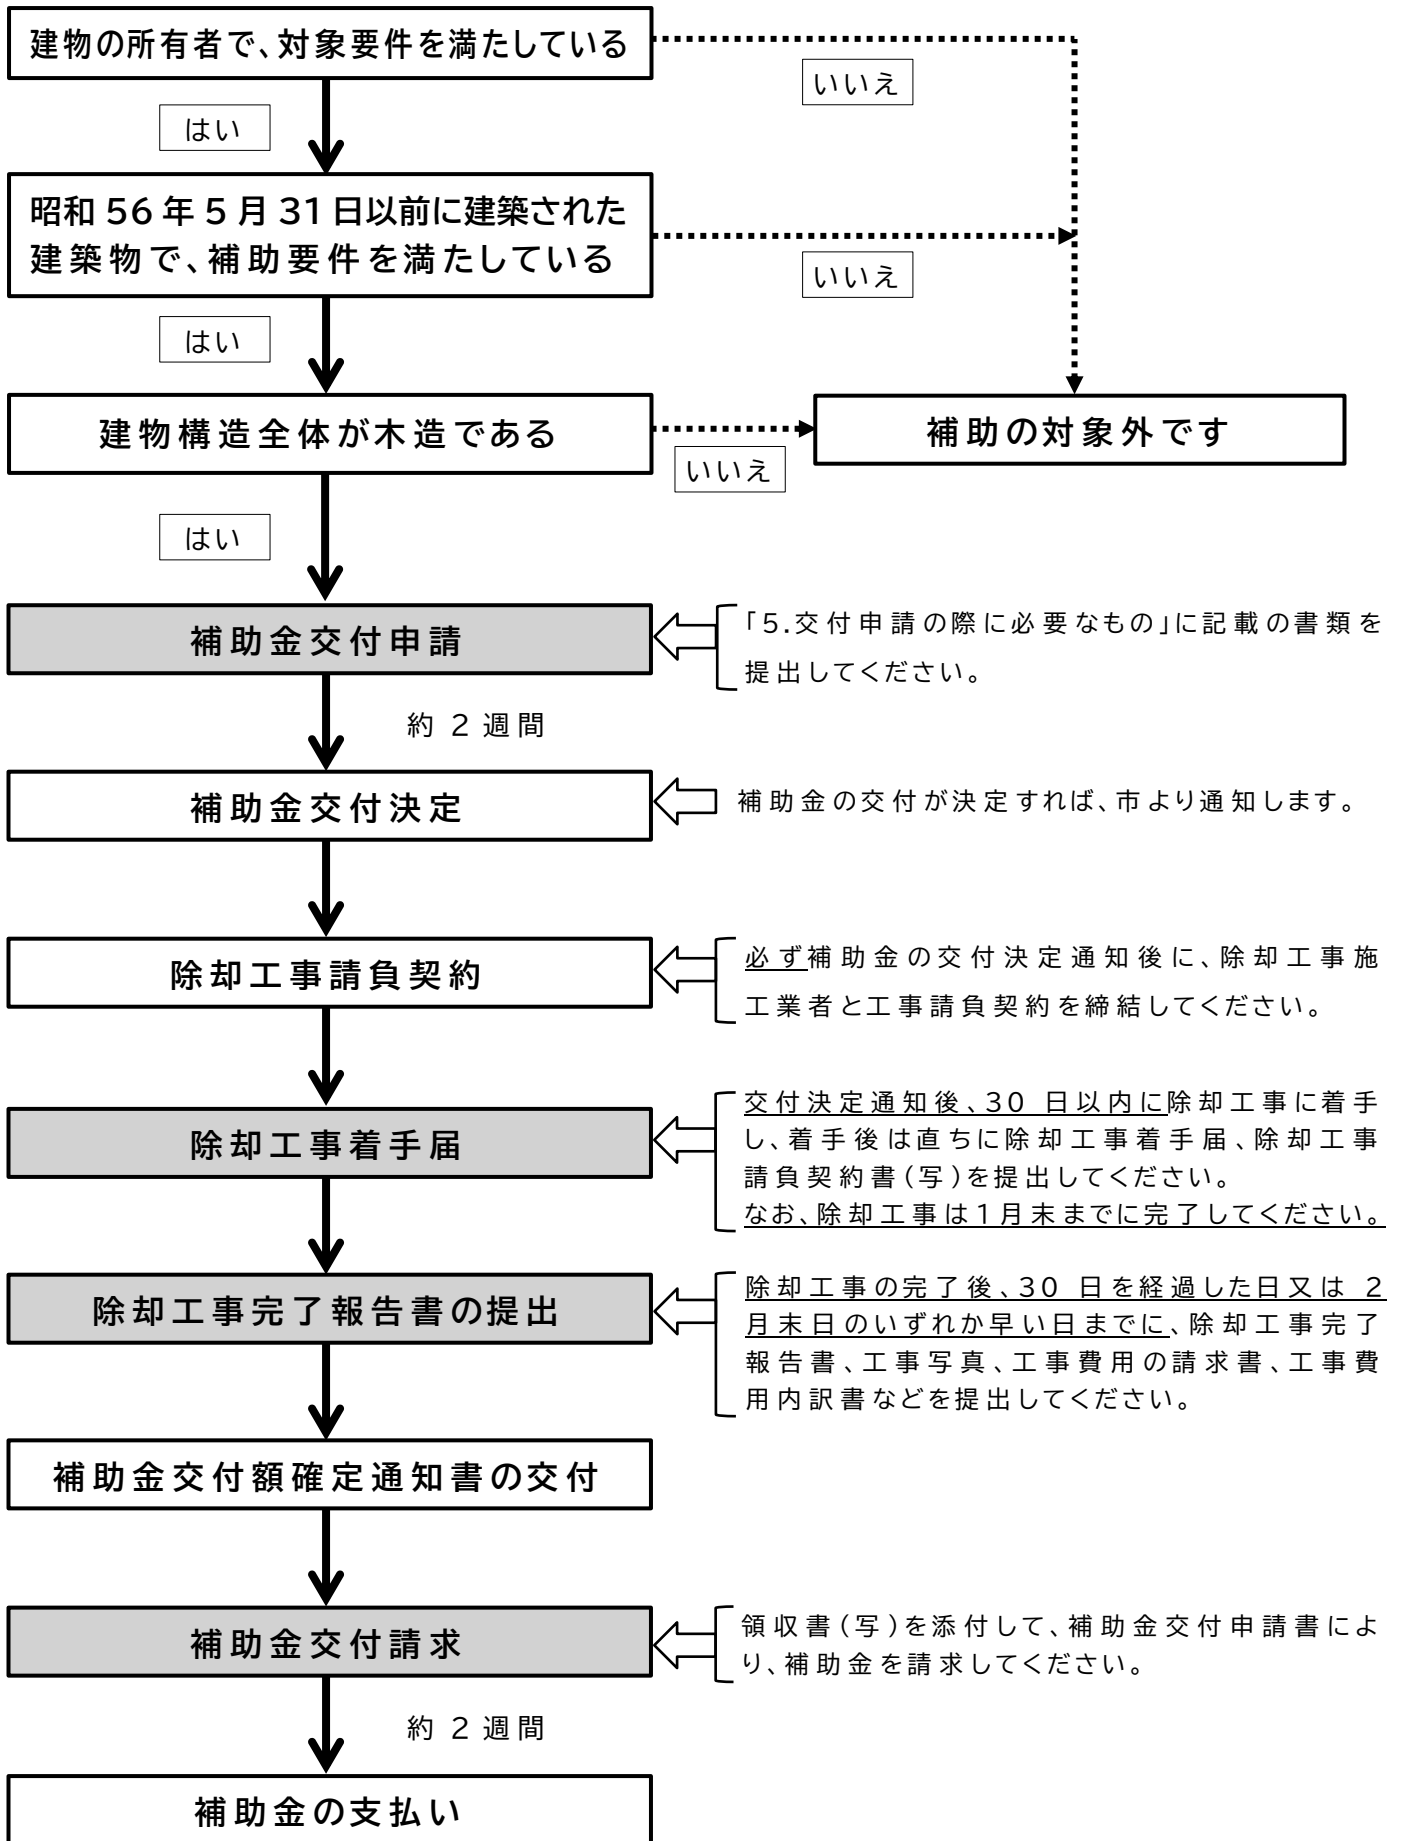 建物の所有者で、対象要件を満たしている
いいえ
はい
昭和56年5月31日以前に建築された
建築物で、補助要件を満たしている
いいえ
はい
建物構造全体が木造である
補助の対象外です
いいえ
はい
補助金交付申請
「5.交付申請の際に必要なもの」に記載の書類を
提出してください。
約2週間
補助金交付決定
補助金の交付が決定すれば、市より通知します。
除却工事請負契約
必ず補助金の交付決定通知後に、除却工事施
工業者と工事請負契約を締結してください。
除却工事着手届
交付決定通知後、30日以内に除却工事に着手
し、着手後は直ちに除却工事着手届、除却工事
請負契約書(写)を提出してください。
なお、除却工事は1月末までに完了してください。
除却工事完了報告書の提出
除却工事の完了後、30日を経過した日又は2
月末日のいずれか早い日までに、除却工事完了
報告書、工事写真、工事費用の請求書、工事費
用内訳書などを提出してください。
補助金交付額確定通知書の交付
補助金交付請求
領収書(写)を添付して、補助金交付申請書によ
り、補助金を請求してください。
約2週間
補助金の支払い